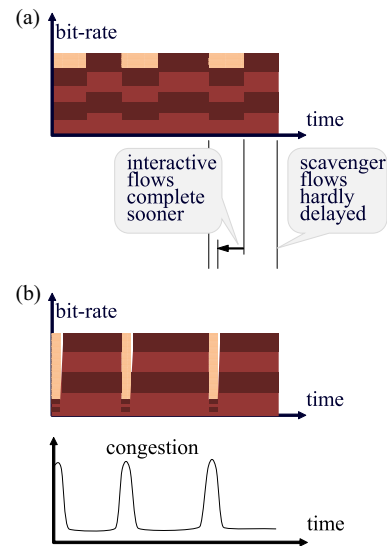 (a)
bit-rate
time
interactive
flows
complete
sooner
scavenger
flows
hardly
delayed
(b)
bit-rate
time
congestion
time